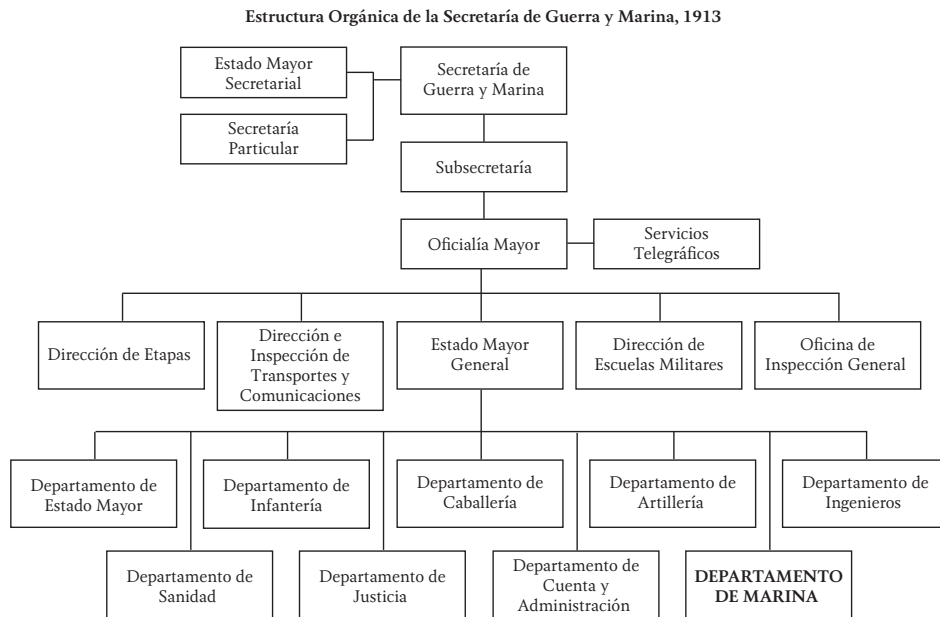 Estructura Orgánica de la Secretaría de Guerra y Marina, 1913
Estado Mayor
Secretarial
Secretaría de
Guerra y Marina
Secretaría
Particular
Subsecretaría
Oficialía Mayor
Servicios
Telegráficos
Dirección de Etapas
Dirección e
Inspección de
Transportes y
Comunicaciones
Estado Mayor
General
Dirección de
Escuelas Militares
Oficina de
Inspección General
Departamento de
Estado Mayor
Departamento de
Infantería
Departamento de
Caballería
Departamento de
Artillería
Departamento de
Ingenieros
Departamento de
Sanidad
Departamento de
Justicia
Departamento de
Cuenta y
Administración
DEPARTAMENTO
DE MARINA